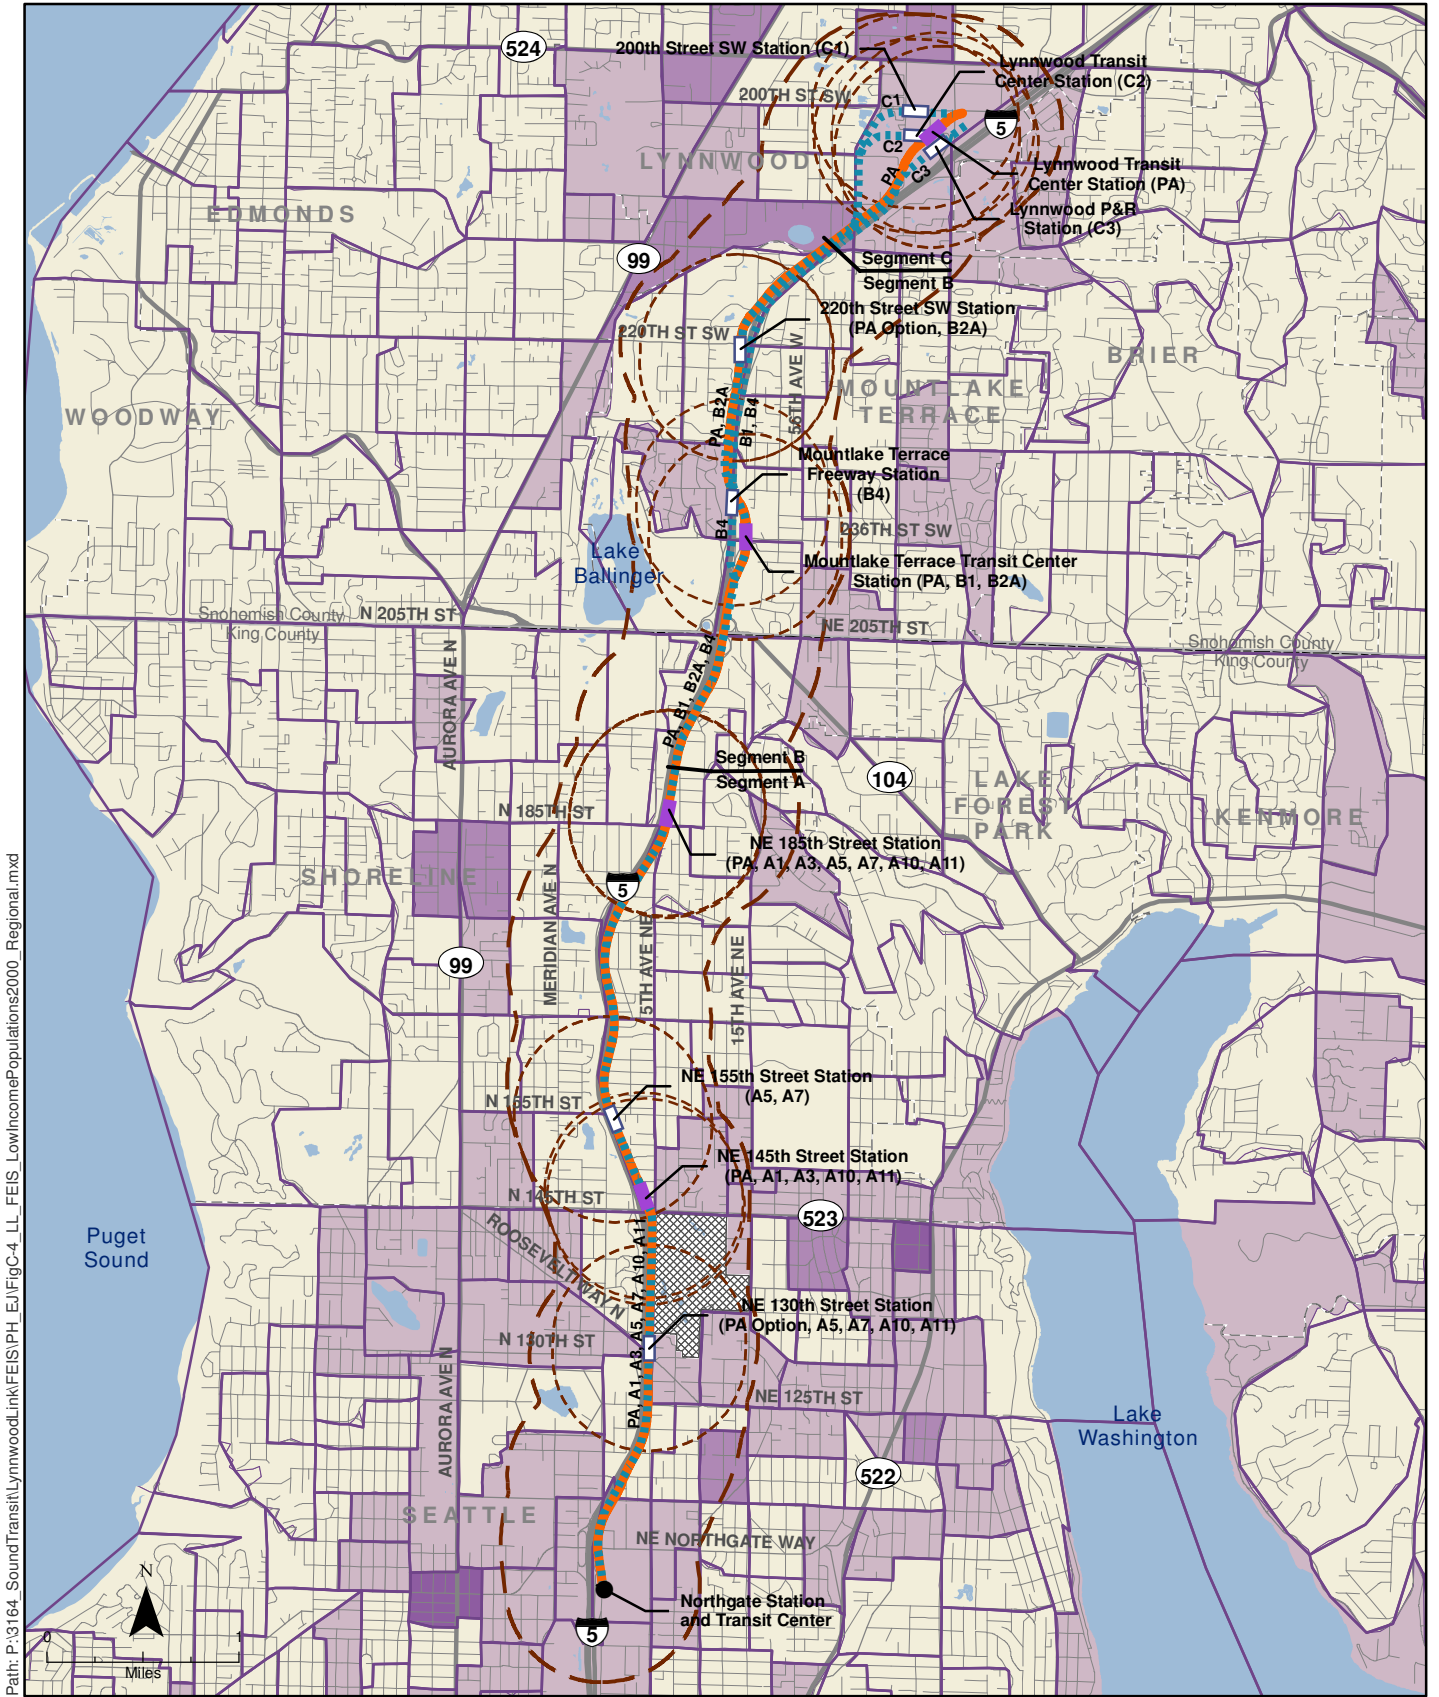 524
200th Street SW Station (C1)
Lynnwood Transit
Center Station (C2)
200TH ST SW
C1
5
C2
LYNNWOOD
PA
C3
Lynnwood Transit
Center Station (PA)
EDMONDS
Lynnwood P&R
Station (C3)
99
Segment C
Segment B
220th Street SW Station
(PA Option, B2A)
220TH ST SW
56TH AVE W
BRIER
MOUNTLAKE
TERRACE
WOODWAY
PA, B2A
B1, B4
Mountlake Terrace
Freeway Station
(B4)
B4
236TH ST SW
Lake
Ballinger
Mountlake Terrace Transit Center
Station (PA, B1, B2A)
Snohomish County
King County
N 205TH ST
NE 205TH ST
Snohomish County
King County
PA, B1, B2A, B4
AURORA AVE N
Segment B
Segment A
104
LAKE
FOREST
PARK
KENMORE
N 185TH ST
NE 185th Street Station
(PA, A1, A3, A5, A7, A10, A11)
SHORELINE
5
MERIDIAN AVE N
5TH AVE NE
15TH AVE NE
99
NE 155th Street Station
(A5, A7)
N 155TH ST
NE 145th Street Station
(PA, A1, A3, A10, A11)
N 145TH ST
523
ROOSEVELT WAY N
Puget
Sound
PA, A1, A3, A5, A7, A10, A11
NE 130th Street Station
(PA Option, A5, A7, A10, A11)
N 130TH ST
AURORA AVE N
NE 125TH ST
Lake
Washington
522
SEATTLE
NE NORTHGATE WAY
N
Northgate Station
and Transit Center
5
0
1
Miles
Path: P:\3164_SoundTransit\LynnwoodLink\FEIS\PH_EJ\FigC-4_LL_FEIS_LowIncomePopulations2000_Regional.mxd